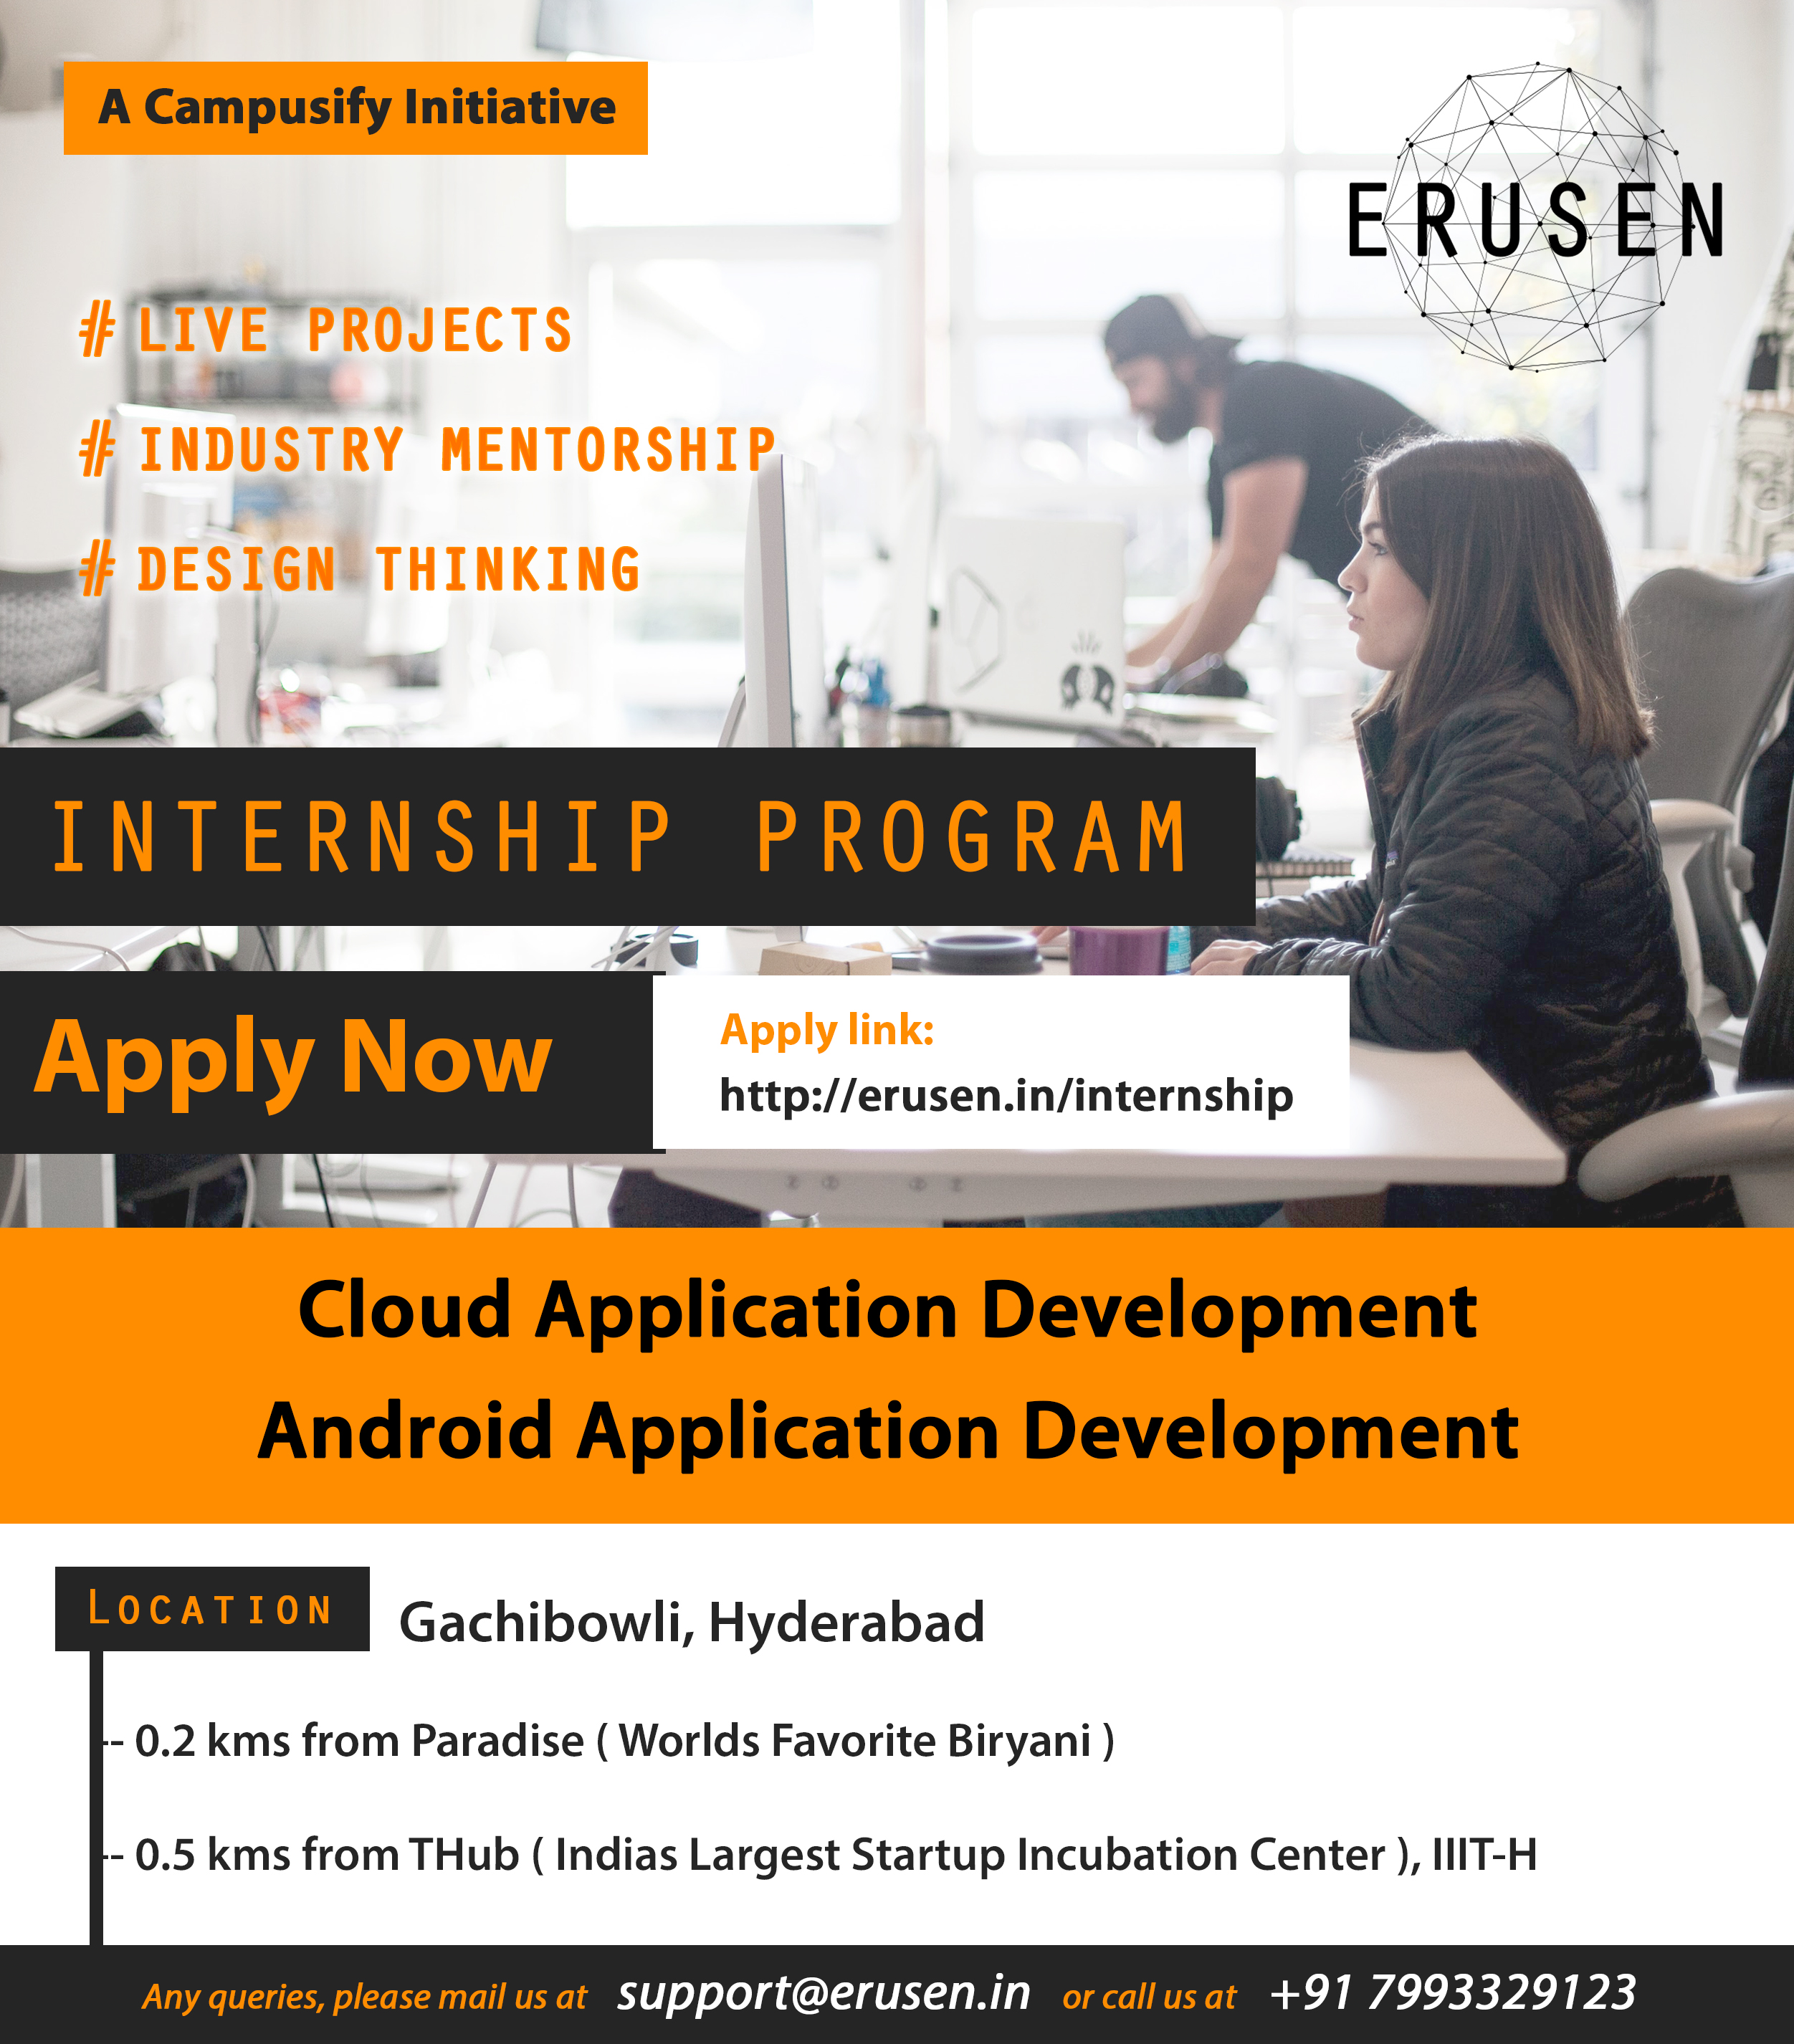 A Campusify Initiative
ERUSEN
# LIVE PROJECTS
# INDUSTRY MENTORSHIP
# DESIGN THINKING
INTERNSHIP PROGRAM
Apply Now
Apply link:
http://erusen.in/internship
Cloud Application Development
Android Application Development
LOCATION
Gachibowli, Hyderabad
-- 0.2 kms from Paradise ( Worlds Favorite Biryani )
-- 0.5 kms from THub ( Indias Largest Startup Incubation Center ), IIIT-H
Any queries, please mail us at support@erusen.in or call us at +91 7993329123